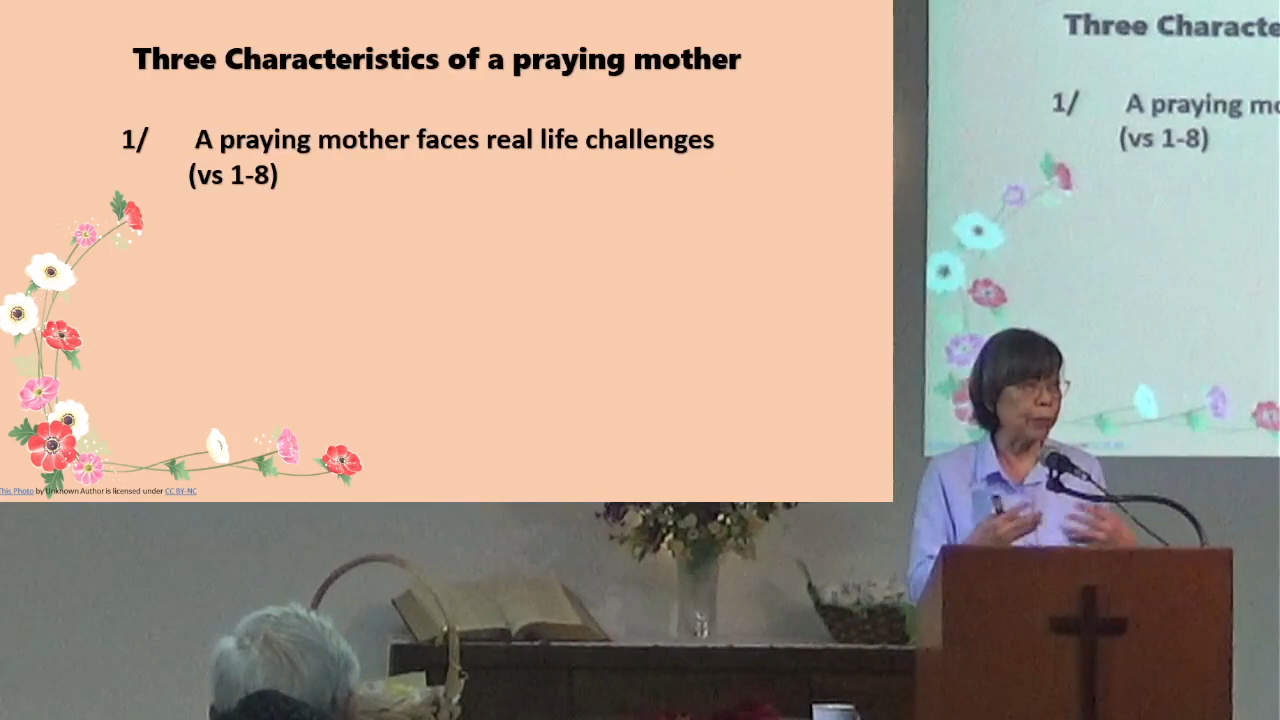 Three Characteristics of a praying mother
1/ A praying mother faces real life challenges
(vs 1-8)
This Photo by Unknown Author is licensed under CC BY-NC
Three Characte
1/ A praying mo
(vs 1-8)